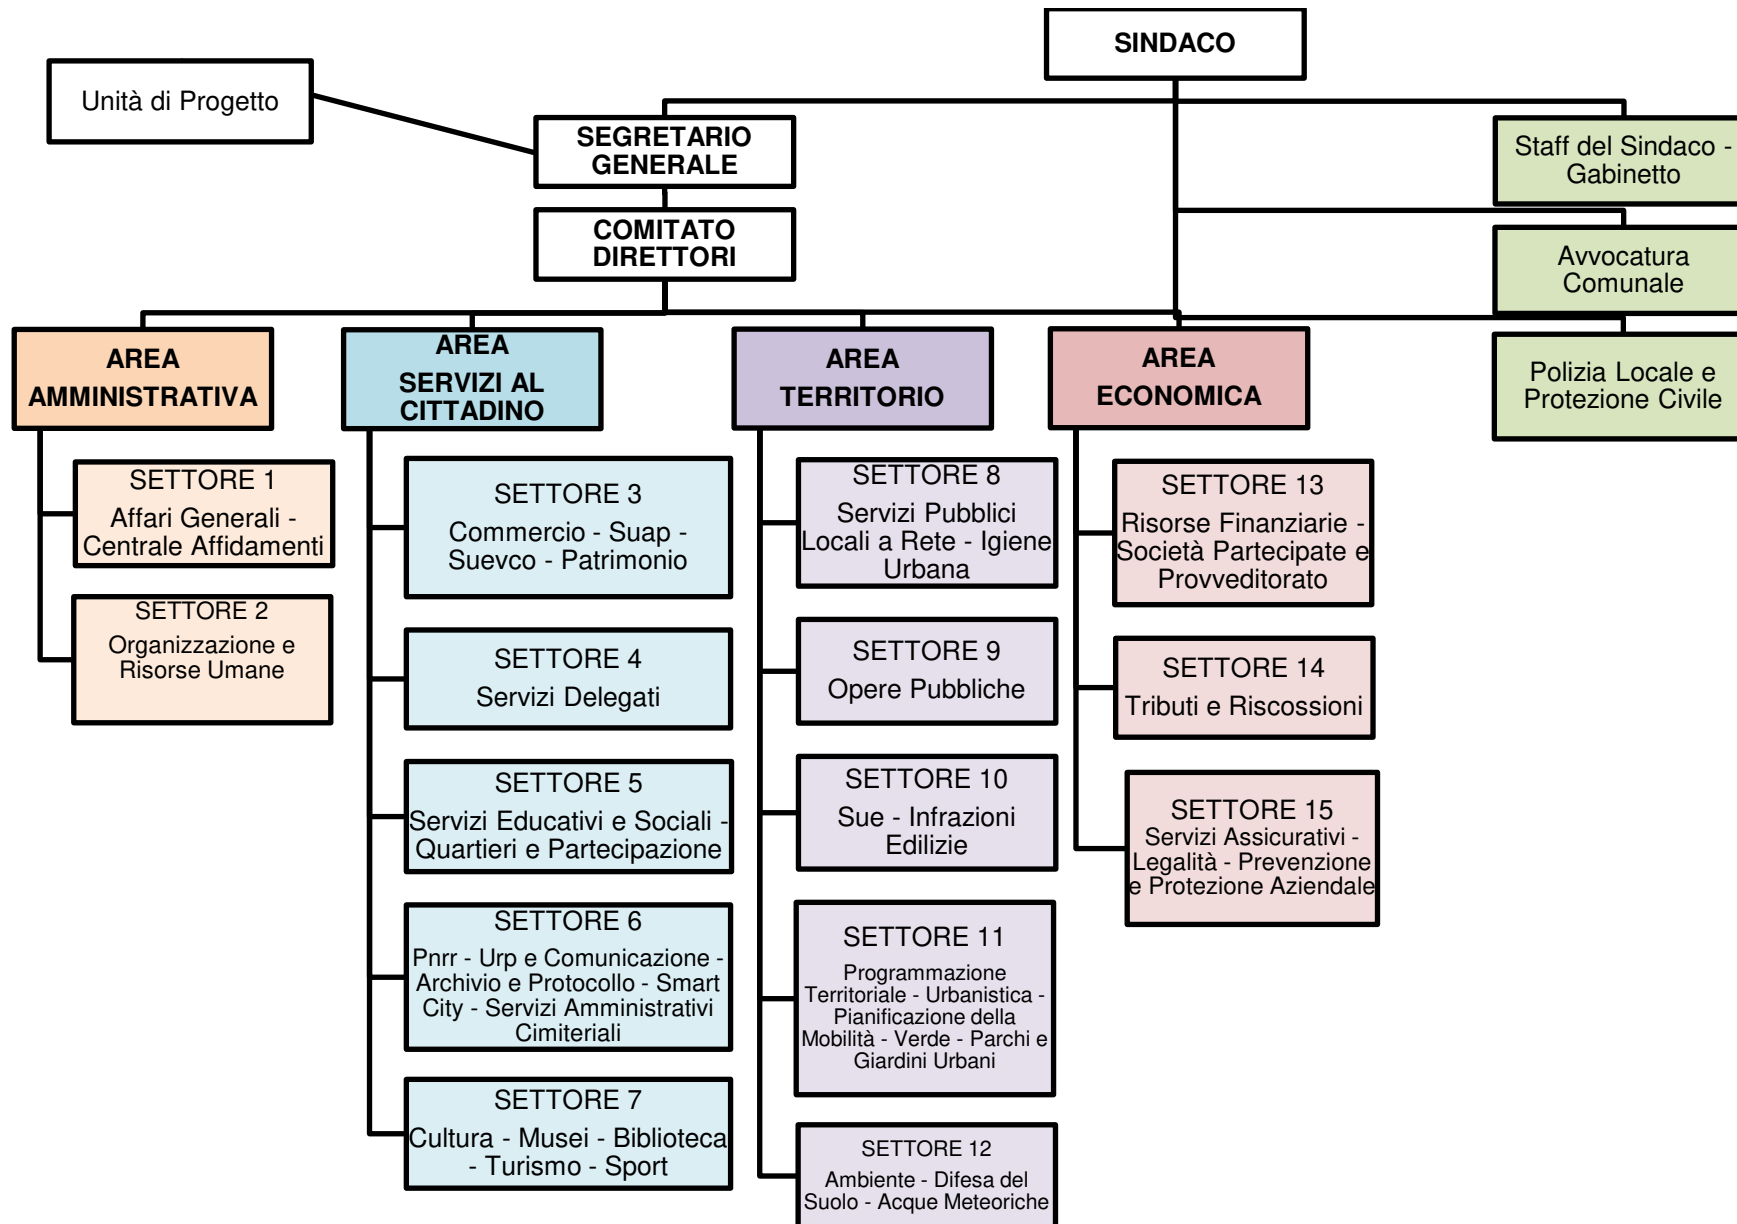 SINDACO
Unità di Progetto
SEGRETARIO
GENERALE
Staff del Sindaco -
Gabinetto
COMITATO
DIRETTORI
Avvocatura
Comunale
AREA
AMMINISTRATIVA
AREA
SERVIZI AL
CITTADINO
AREA
TERRITORIO
AREA
ECONOMICA
Polizia Locale e
Protezione Civile
SETTORE 1
Affari Generali -
Centrale Affidamenti
SETTORE 2
Organizzazione e
Risorse Umane
SETTORE 3
Commercio - Suap -
Suevco - Patrimonio
SETTORE 4
Servizi Delegati
SETTORE 5
Servizi Educativi e Sociali -
Quartieri e Partecipazione
SETTORE 6
Pnrr - Urp e Comunicazione -
Archivio e Protocollo - Smart
City - Servizi Amministrativi
Cimiteriali
SETTORE 7
Cultura - Musei - Biblioteca
- Turismo - Sport
SETTORE 8
Servizi Pubblici
Locali a Rete - Igiene
Urbana
SETTORE 9
Opere Pubbliche
SETTORE 10
Sue - Infrazioni
Edilizie
SETTORE 11
Programmazione
Territoriale - Urbanistica -
Pianificazione della
Mobilità - Verde - Parchi e
Giardini Urbani
SETTORE 12
Ambiente - Difesa del
Suolo - Acque Meteoriche
SETTORE 13
Risorse Finanziarie -
Società Partecipate e
Provveditorato
SETTORE 14
Tributi e Riscossioni
SETTORE 15
Servizi Assicurativi -
Legalità - Prevenzione
e Protezione Aziendale